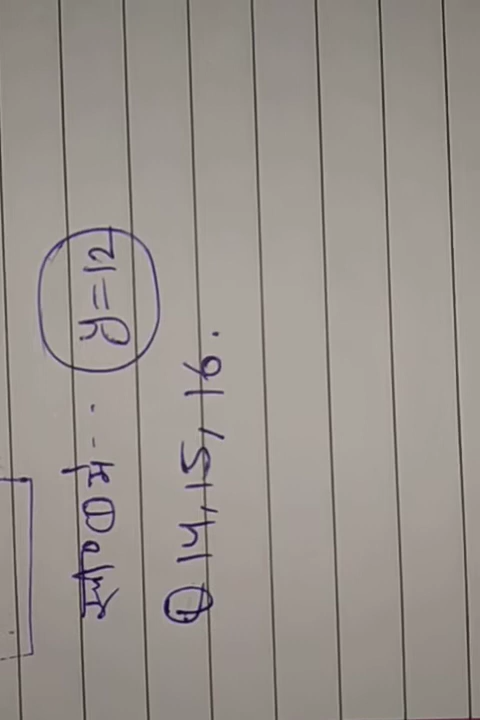 समी० ① में - - y = 12
Q 14, 15, 16.